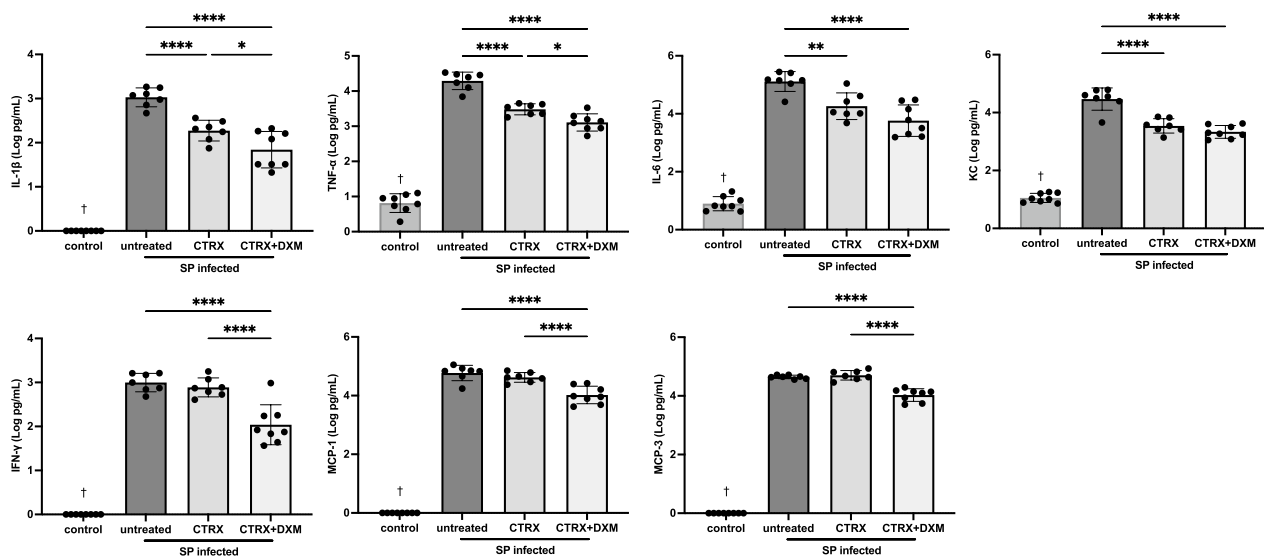 ****
**** *
IL-1β (Log pg/mL)
4
3
2
1
0
†
control untreated CTRX CTRX+DXM
SP infected
****
**** *
TNF-α (Log pg/mL)
5
4
3
2
1
0
†
control untreated CTRX CTRX+DXM
SP infected
****
**
IL-6 (Log pg/mL)
6
4
2
0
†
control untreated CTRX CTRX+DXM
SP infected
****
****
KC (Log pg/mL)
6
4
2
0
†
control untreated CTRX CTRX+DXM
SP infected
****
****
IFN-γ (Log pg/mL)
4
3
2
1
0
†
control untreated CTRX CTRX+DXM
SP infected
****
****
MCP-1 (Log pg/mL)
6
4
2
0
†
control untreated CTRX CTRX+DXM
SP infected
****
****
MCP-3 (Log pg/mL)
6
4
2
0
†
control untreated CTRX CTRX+DXM
SP infected